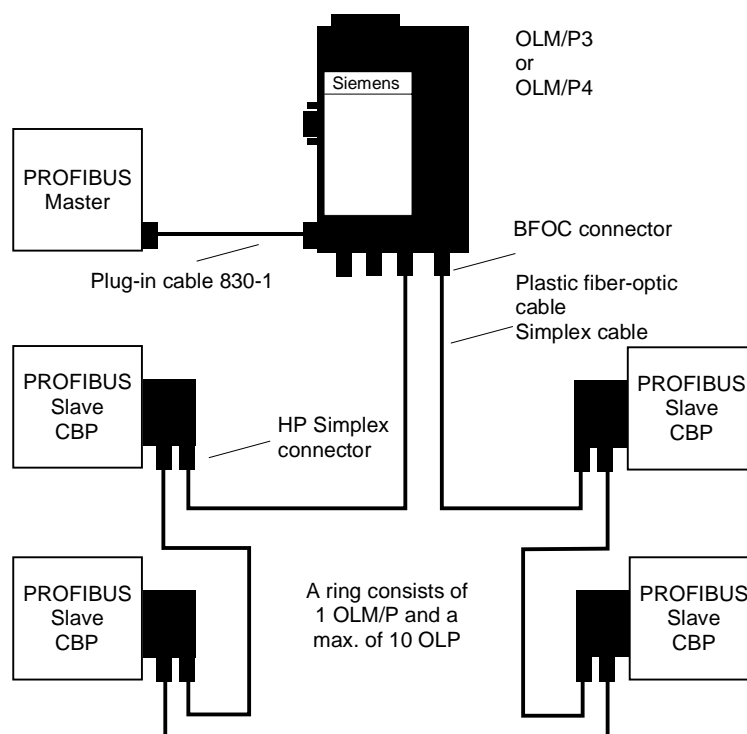 OLM/P3
or
OLM/P4
Siemens
PROFIBUS
Master
BFOC connector
Plug-in cable 830-1
Plastic fiber-optic
cable
Simplex cable
PROFIBUS
Slave
CBP
HP Simplex
connector
PROFIBUS
Slave
CBP
PROFIBUS
Slave
CBP
A ring consists of
1 OLM/P and a
max. of 10 OLP
PROFIBUS
Slave
CBP